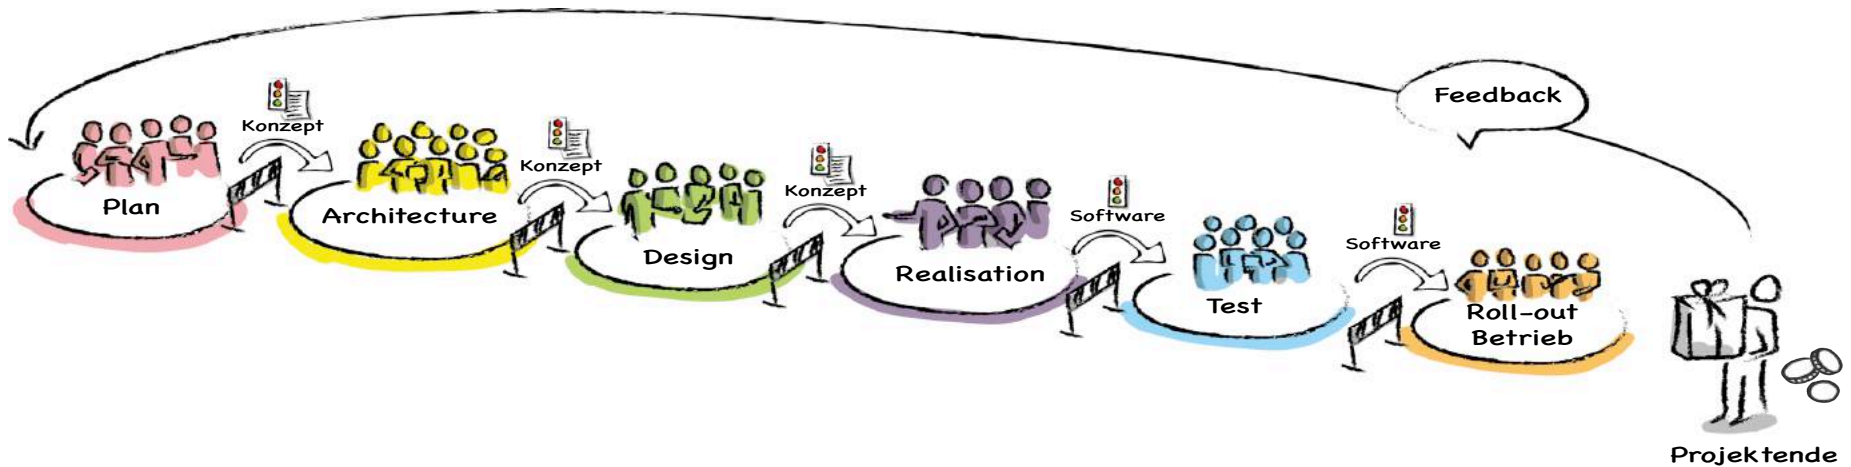 Feedback
Konzept
Plan
Konzept
Architecture
Konzept
Design
Software
Realisation
Software
Test
Roll-out
Betrieb
Projektende